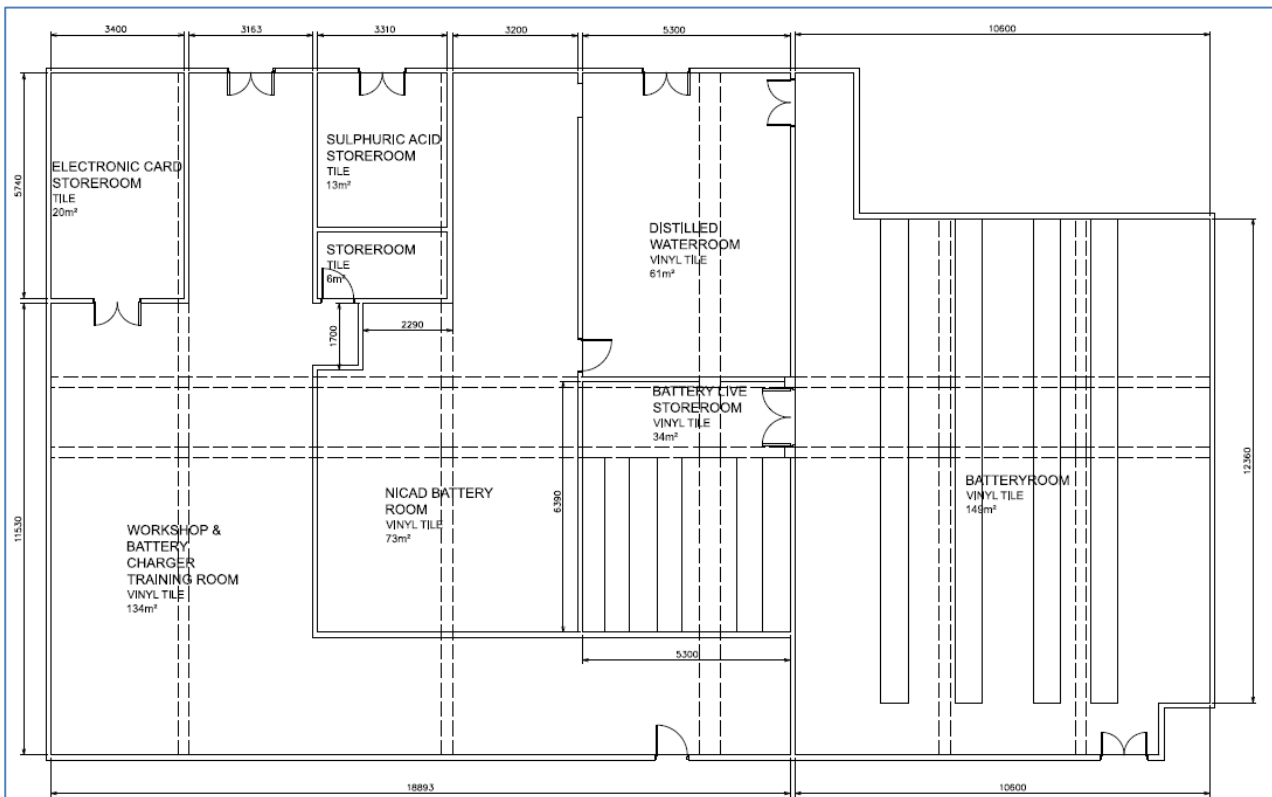 3400
3163
3310
3200
5300
10600
5740
ELECTRONIC CARD
STOREROOM
TILE
20m²
SULPHURIC ACID
STOREROOM
TILE
13m²
STOREROOM
TILE
6m²
DISTILLED
WATERROOM
VINYL TILE
61m²
1700
2290
BATTERY LIVE
STOREROOM
VINYL TILE
34m²
11530
WORKSHOP &
BATTERY
CHARGER
TRAINING ROOM
VINYL TILE
134m²
NICAD BATTERY
ROOM
VINYL TILE
73m²
6390
BATTERYROOM
VINYL TILE
149m²
12360
5300
18893
10600